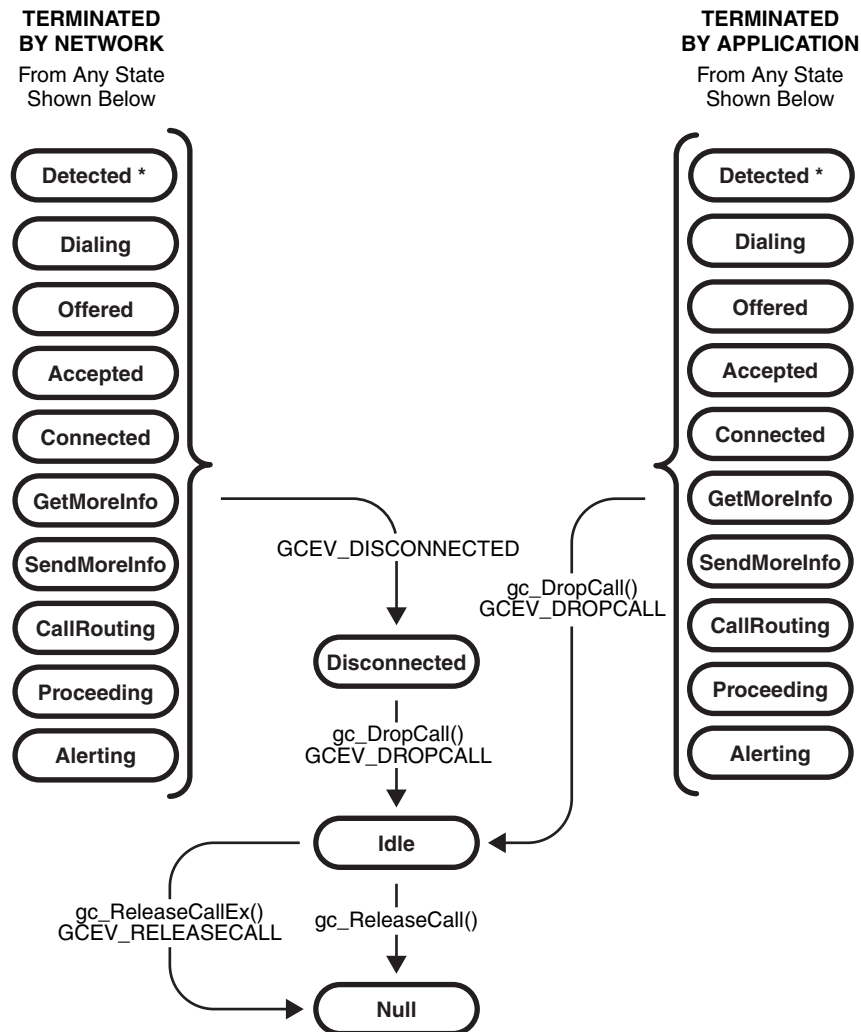 TERMINATED
BY NETWORK
From Any State
Shown Below
Detected *
Dialing
Offered
Accepted
Connected
GetMoreInfo
SendMoreInfo
CallRouting
Proceeding
Alerting
TERMINATED
BY APPLICATION
From Any State
Shown Below
Detected *
Dialing
Offered
Accepted
Connected
GetMoreInfo
SendMoreInfo
CallRouting
Proceeding
Alerting
GCEV_DISCONNECTED
gc_DropCall()
GCEV_DROPCALL
Disconnected
gc_DropCall()
GCEV_DROPCALL
Idle
gc_ReleaseCallEx()
GCEV_RELEASECALL
gc_ReleaseCall()
Null